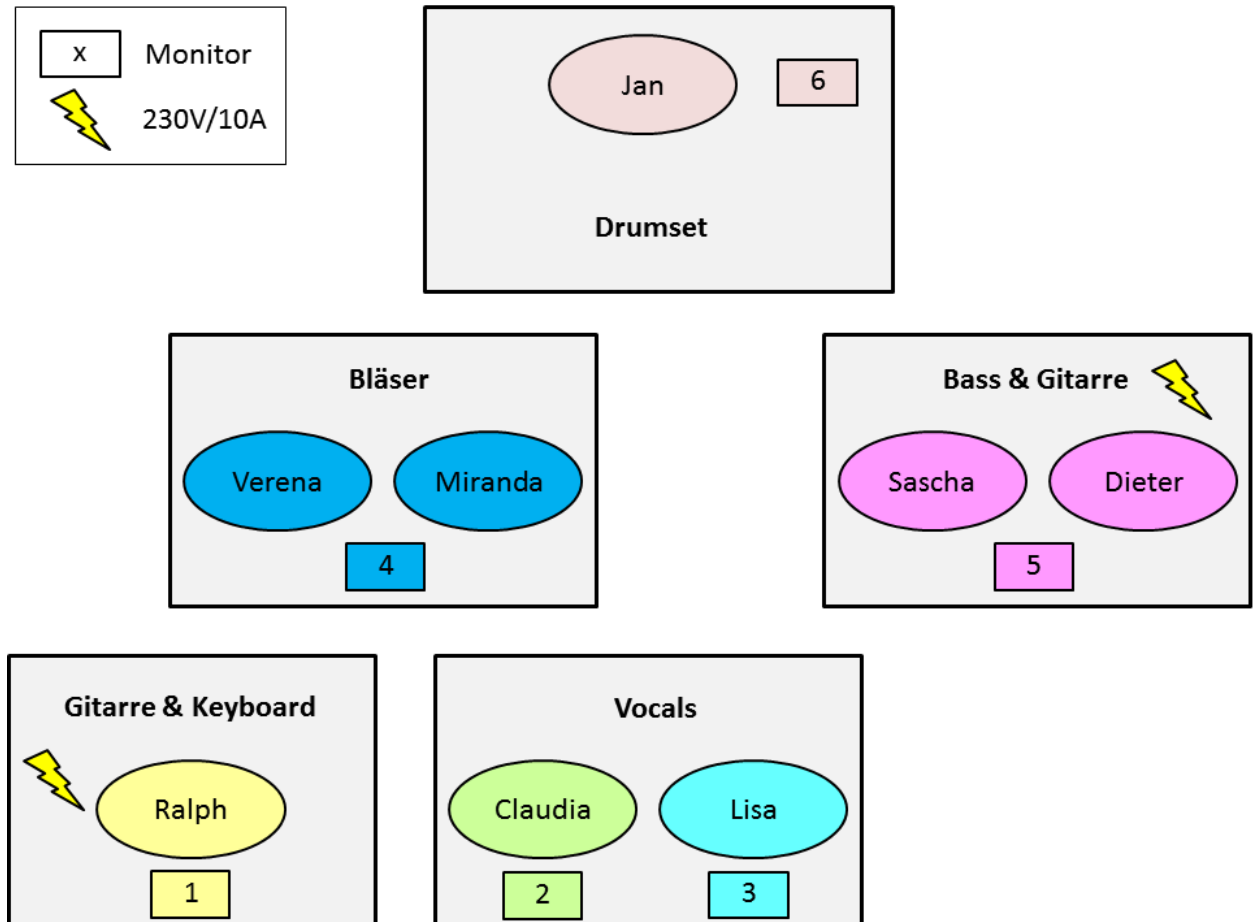 x Monitor
230V/10A
Jan 6
Drumset
Bläser
Verena Miranda
4
Bass & Gitarre
Sascha Dieter
5
Gitarre & Keyboard
Ralph
1
Vocals
Claudia Lisa
2 3